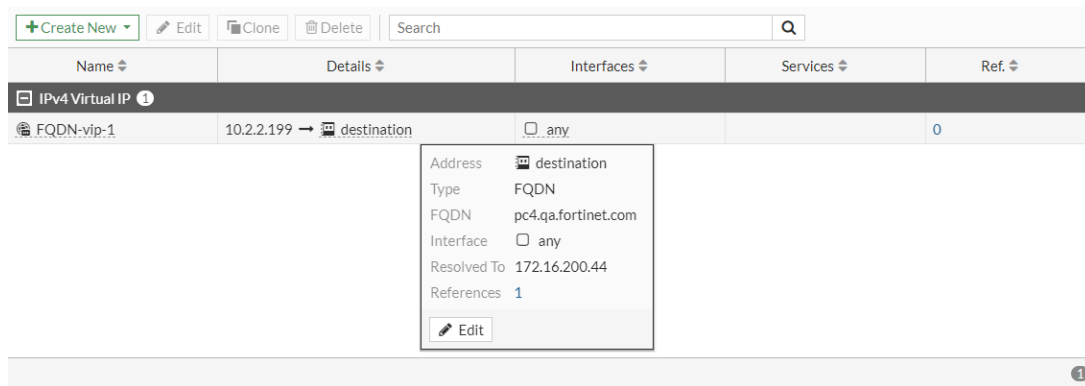 Create New Edit Clone Delete Search
Name Details Interfaces Services Ref.
IPv4 Virtual IP 1
FQDN-vip-1 10.2.2.199 → destination any 0
Address destination
Type FQDN
FQDN pc4.qa.fortinet.com
Interface any
Resolved To 172.16.200.44
References 1
Edit
1